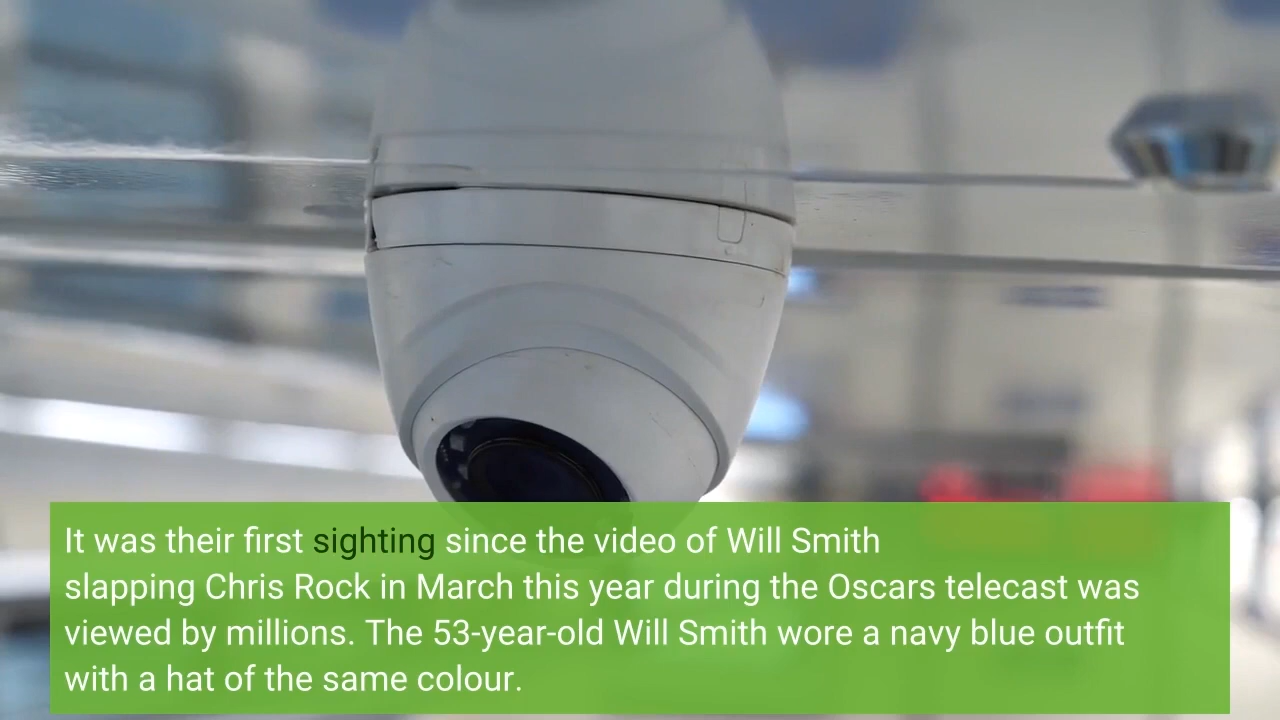 It was their first sighting since the video of Will Smith
slapping Chris Rock in March this year during the Oscars telecast was
viewed by millions. The 53-year-old Will Smith wore a navy blue outfit
with a hat of the same colour.